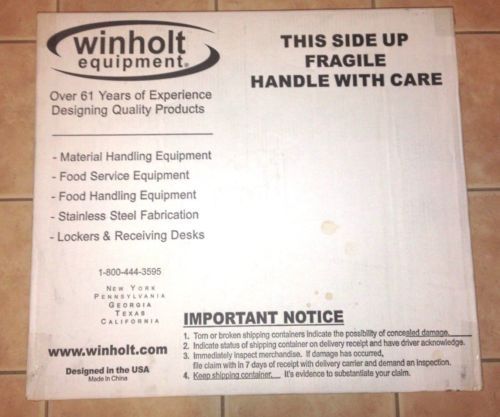 winholt
equipment®
Over 61 Years of Experience
Designing Quality Products
- Material Handling Equipment
- Food Service Equipment
- Food Handling Equipment
- Stainless Steel Fabrication
- Lockers & Receiving Desks
1-800-444-3595
NEW YORK
PENNSYLVANIA
GEORGIA
TEXAS
CALIFORNIA
www.winholt.com
Designed in the USA
Made in China
THIS SIDE UP
FRAGILE
HANDLE WITH CARE
IMPORTANT NOTICE
1. Torn or broken shipping containers indicate the possibility of concealed damage.
2. Indicate status of shipping container on delivery receipt and have driver acknowledge.
3. Immediately inspect merchandise. If damage has occurred,
file claim with in 7 days of receipt with delivery carrier and demand an inspection.
4. Keep shipping container. It's evidence to substantiate your claim.